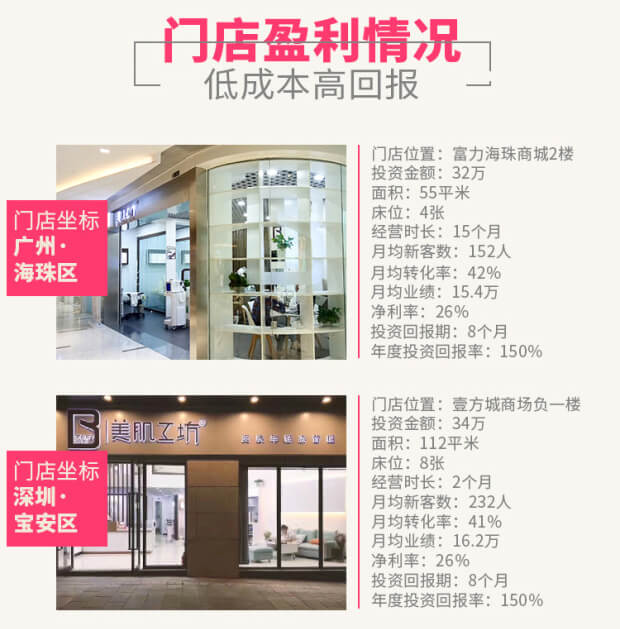 门店盈利情况
低成本高回报
门店坐标
广州·
海珠区
门店位置：富力海珠商城2楼
投资金额：32万
面积：55平米
床位：4张
经营时长：15个月
月均新客数：152人
月均转化率：42%
月均业绩：15.4万
净利率：26%
投资回报期：8个月
年度投资回报率：150%
美肌工坊
门店坐标
深圳·
宝安区
门店位置：壹方城商场负一楼
投资金额：34万
面积：112平米
床位：8张
经营时长：2个月
月均新客数：232人
月均转化率：41%
月均业绩：16.2万
净利率：26%
投资回报期：8个月
年度投资回报率：150%